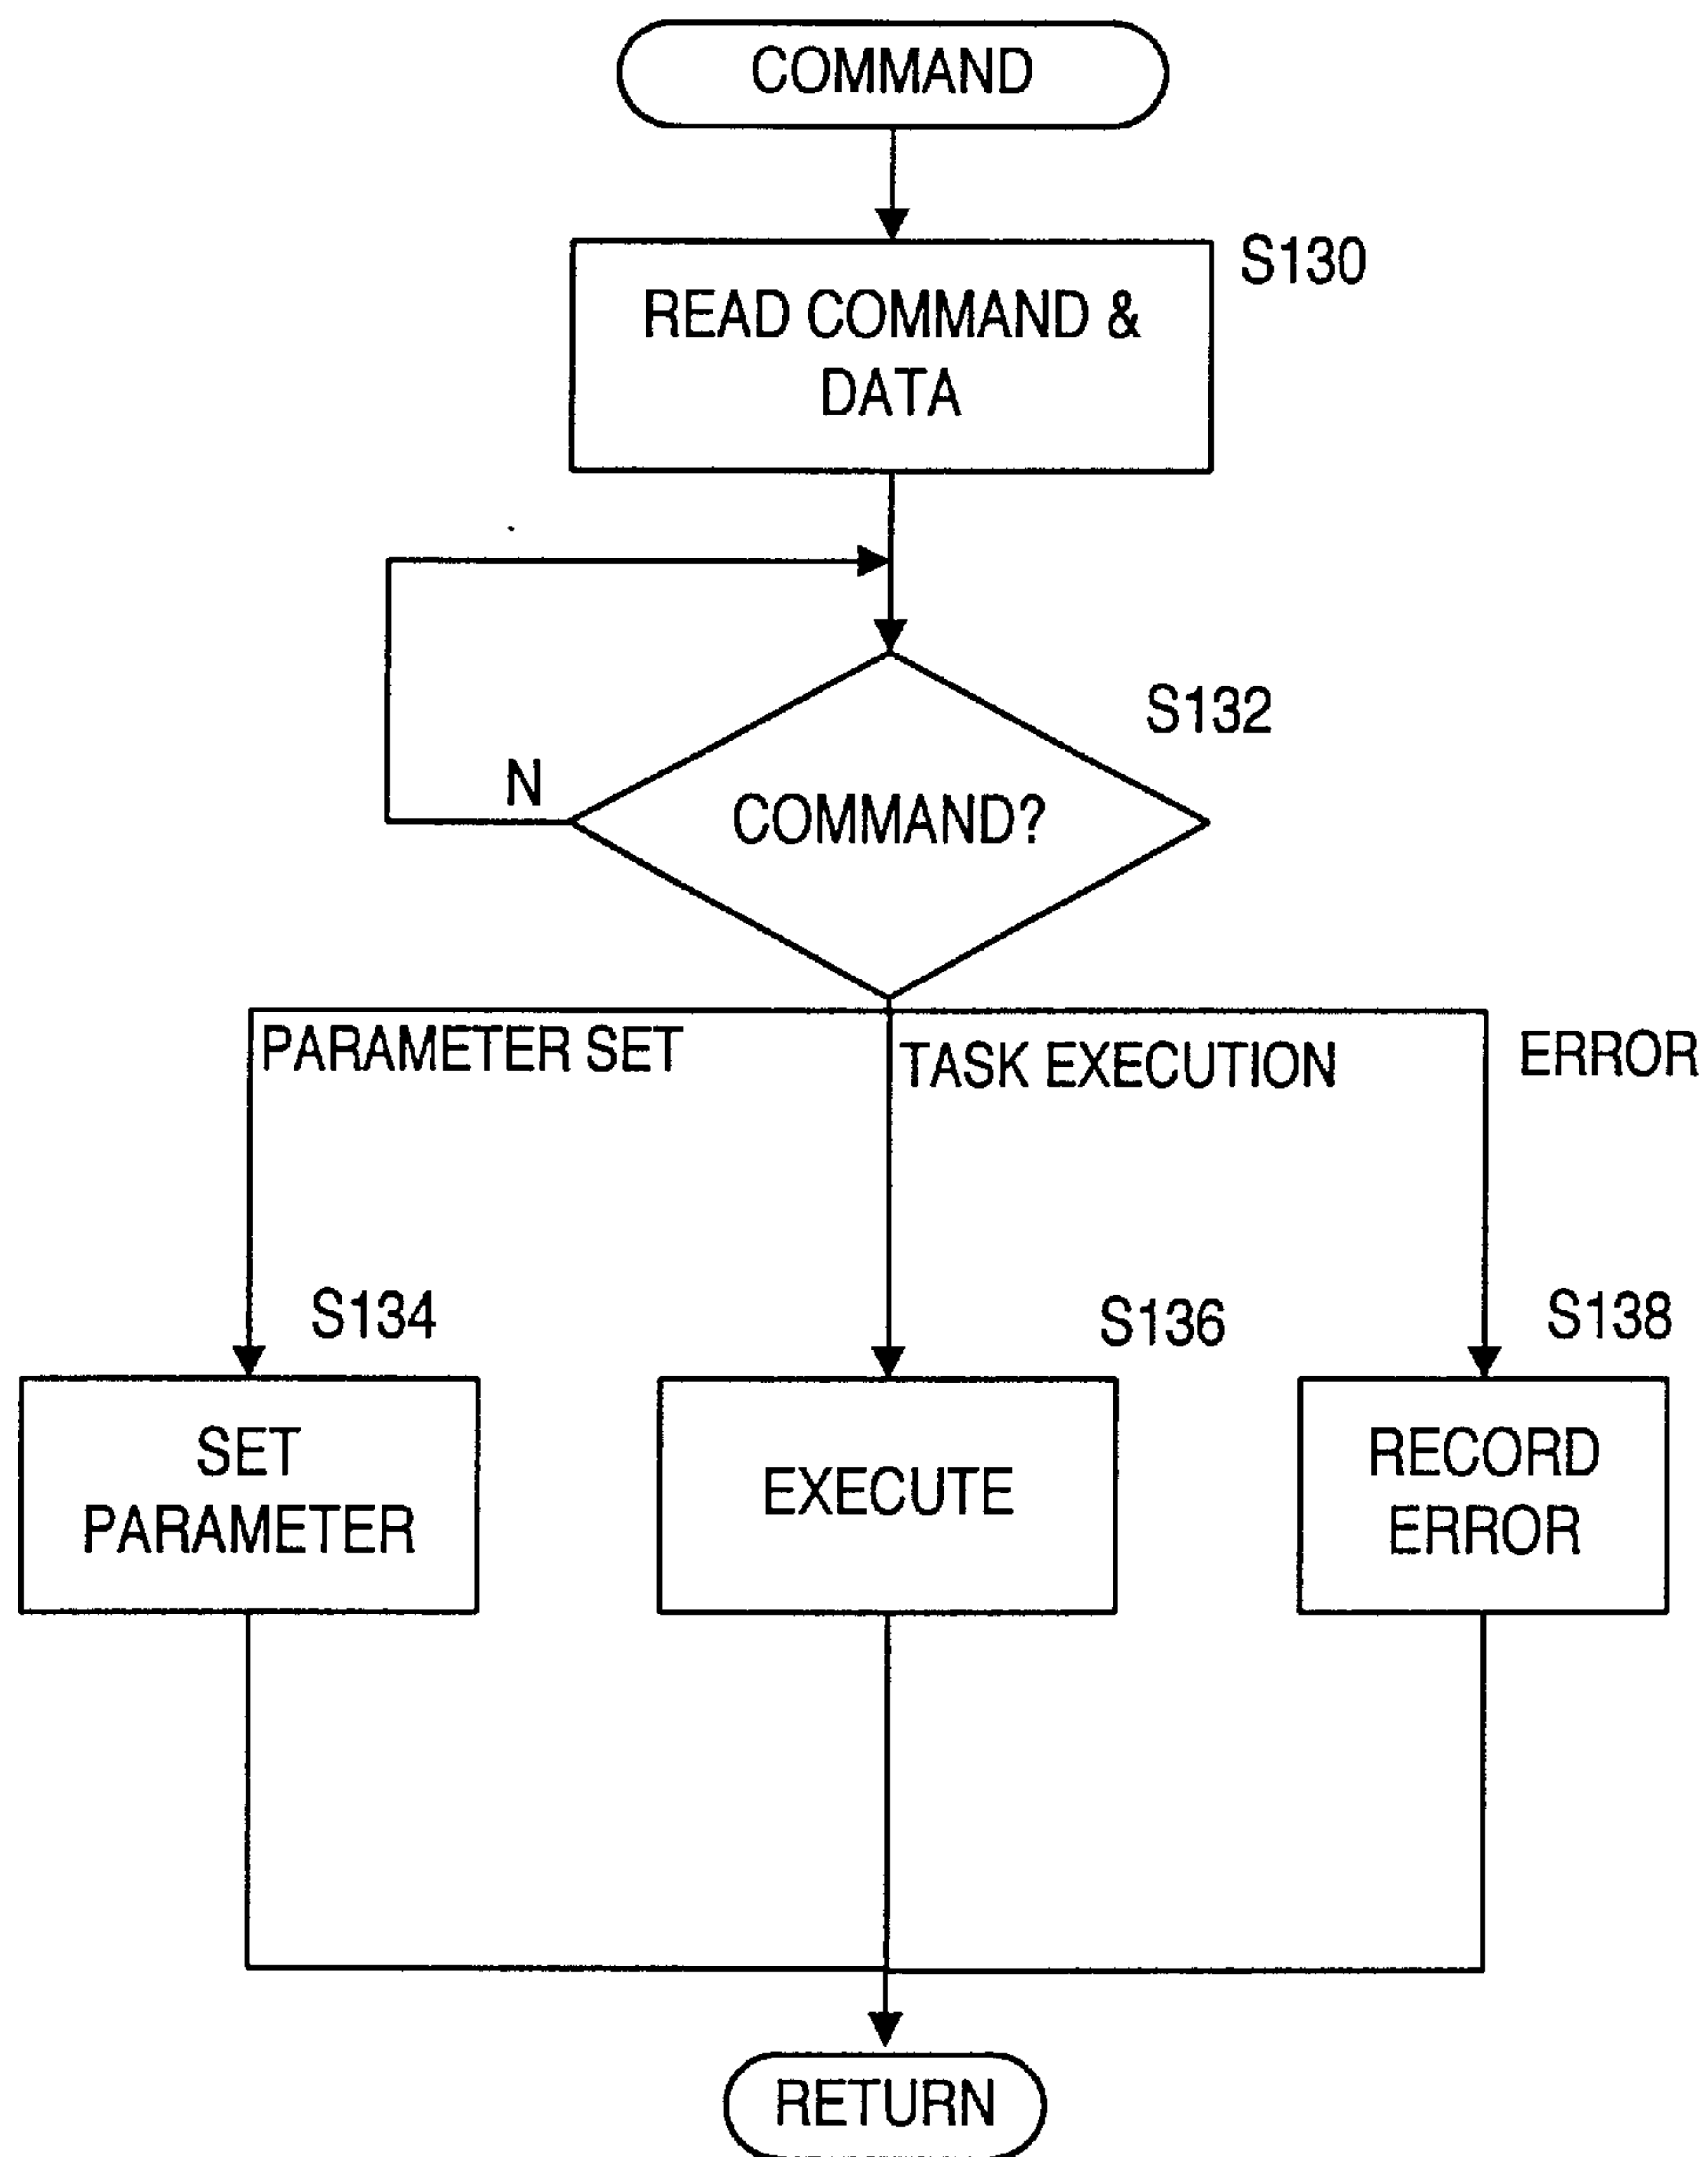 COMMAND
S130
READ COMMAND &
DATA
S132
N
COMMAND?
PARAMETER SET
TASK EXECUTION
ERROR
S134
S136
S138
SET
PARAMETER
EXECUTE
RECORD
ERROR
RETURN